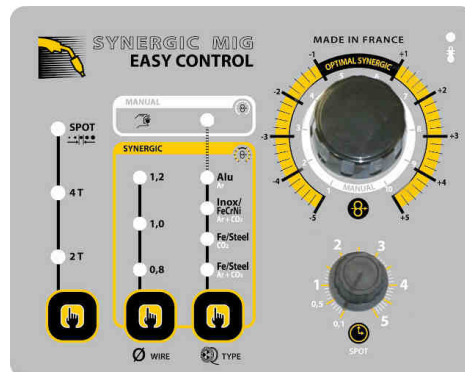 SYNERGIC MIG
EASY CONTROL
MADE IN FRANCE
MANUAL
SPOT
4 T
2 T
SYNERGIC
1,2
1,0
0,8
Alu
Ar
Inox/
FeCrNi
Ar + CO₂
Fe/Steel
CO₂
Fe/Steel
Ar + CO₂
Ø WIRE
TYPE
OPTIMAL SYNERGIC
-1
+1
-2
+2
-3
+3
-4
+4
-5
+5
MANUAL
1
10
2
3
1
4
0,5
0,1
5
SPOT